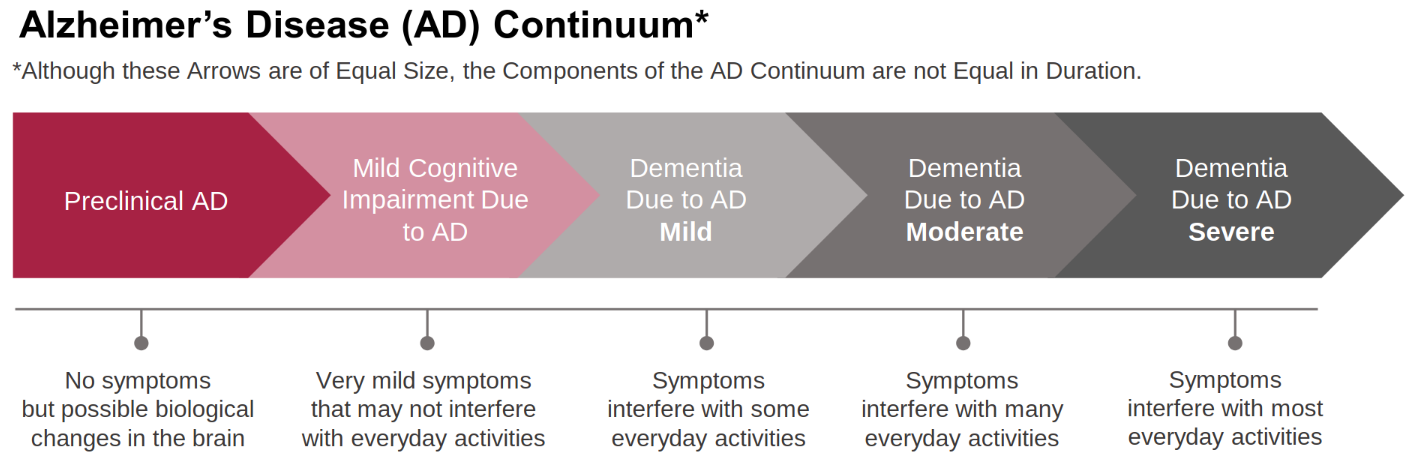 Alzheimer’s Disease (AD) Continuum*
*Although these Arrows are of Equal Size, the Components of the AD Continuum are not Equal in Duration.
Preclinical AD
Mild Cognitive
Impairment Due
to AD
Dementia
Due to AD
Mild
Dementia
Due to AD
Moderate
Dementia
Due to AD
Severe
No symptoms
but possible biological
changes in the brain
Very mild symptoms
that may not interfere
with everyday activities
Symptoms
interfere with some
everyday activities
Symptoms
interfere with many
everyday activities
Symptoms
interfere with most
everyday activities